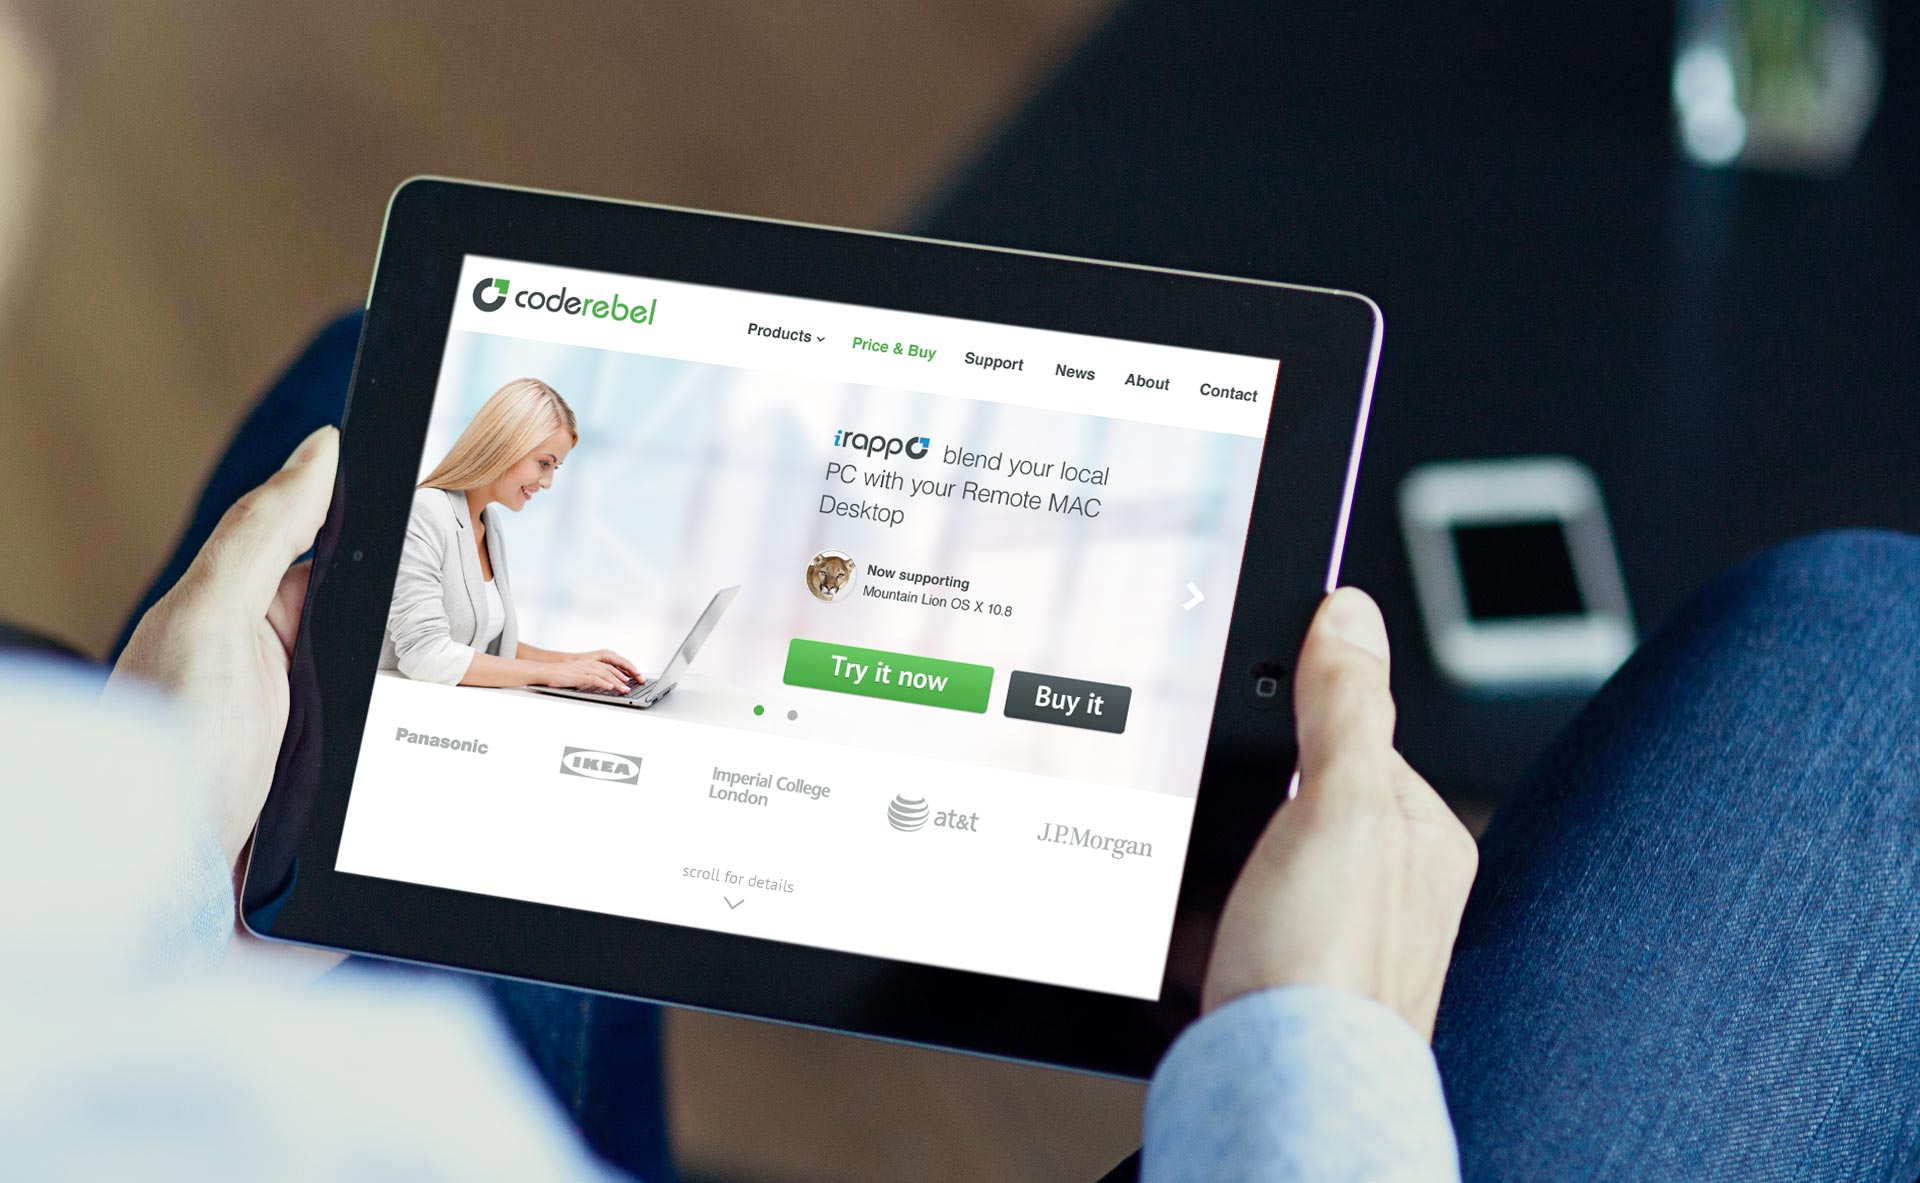 coderebel
Products Price & Buy Support News About Contact
irapp blend your local
PC with your Remote MAC
Desktop
Now supporting
Mountain Lion OS X 10.8
Try it now Buy it
Panasonic
IKEA
Imperial College
London
at&t
J.P.Morgan
scroll for details